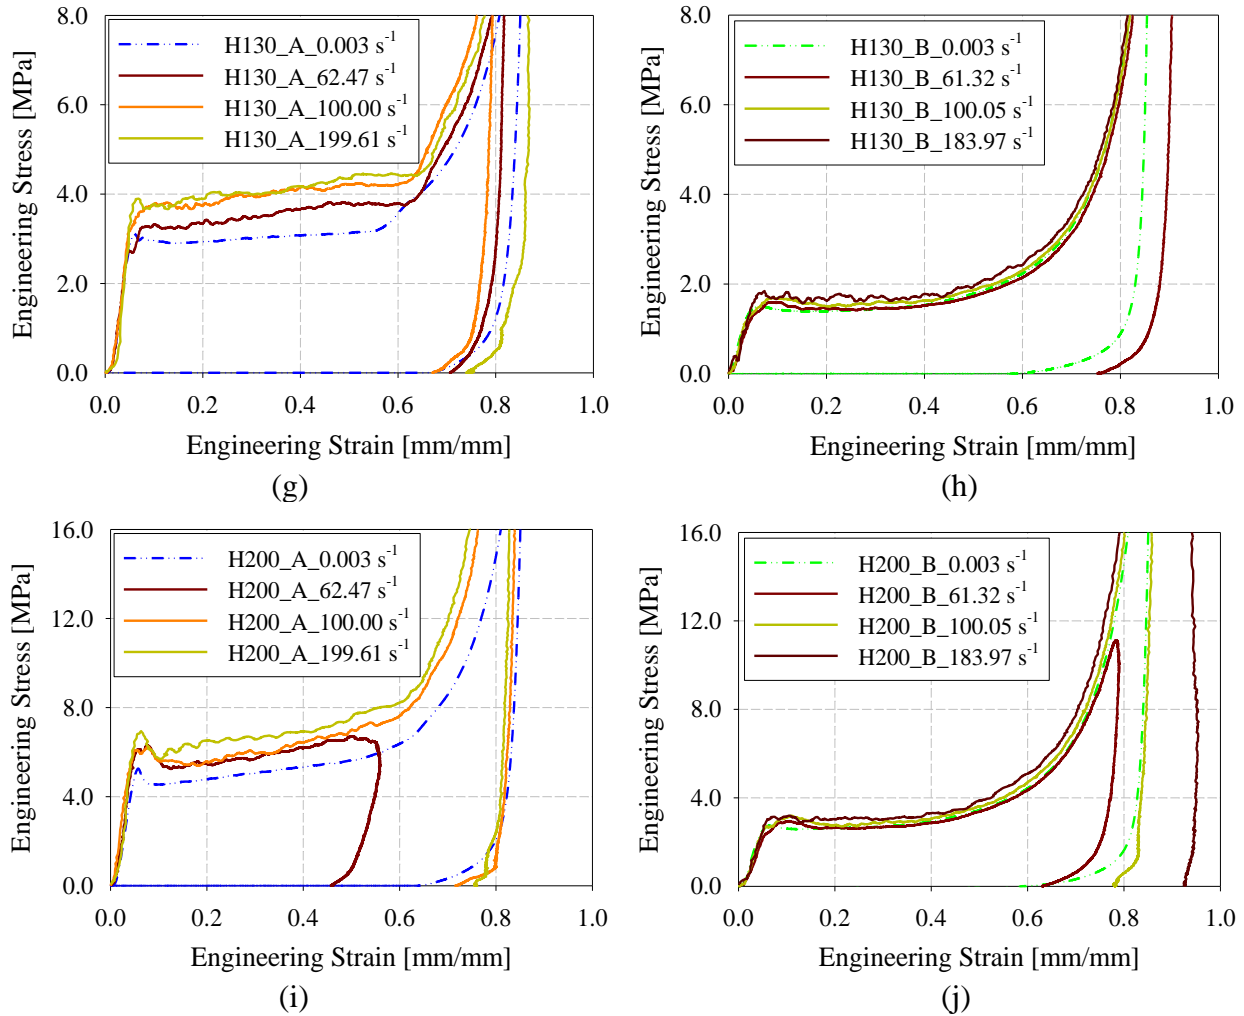 8.0
6.0
4.0
2.0
0.0
Engineering Stress [MPa]
H130_A_0.003 s⁻¹
H130_A_62.47 s⁻¹
H130_A_100.00 s⁻¹
H130_A_199.61 s⁻¹
0.0 0.2 0.4 0.6 0.8 1.0
Engineering Strain [mm/mm]
(g)
8.0
6.0
4.0
2.0
0.0
Engineering Stress [MPa]
H130_B_0.003 s⁻¹
H130_B_61.32 s⁻¹
H130_B_100.05 s⁻¹
H130_B_183.97 s⁻¹
0.0 0.2 0.4 0.6 0.8 1.0
Engineering Strain [mm/mm]
(h)
16.0
12.0
8.0
4.0
0.0
Engineering Stress [MPa]
H200_A_0.003 s⁻¹
H200_A_62.47 s⁻¹
H200_A_100.00 s⁻¹
H200_A_199.61 s⁻¹
0.0 0.2 0.4 0.6 0.8 1.0
Engineering Strain [mm/mm]
(i)
16.0
12.0
8.0
4.0
0.0
Engineering Stress [MPa]
H200_B_0.003 s⁻¹
H200_B_61.32 s⁻¹
H200_B_100.05 s⁻¹
H200_B_183.97 s⁻¹
0.0 0.2 0.4 0.6 0.8 1.0
Engineering Strain [mm/mm]
(j)